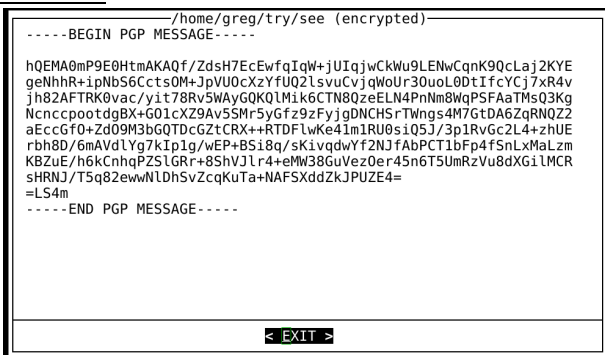 /home/greg/try/see (encrypted)
-----BEGIN PGP MESSAGE-----
hQEMA0mP9E0HtmAKAQf/ZdsH7EcEwfqIqW+jUIqjwCkWu9LENwCqnK9QcLaj2KYE
geNhhR+ipNbS6CctsOM+JpVUOcXzYfUQ2lsvuCvjqWoUr3OuoL0DtIfcYCj7xR4v
jh82AFTRK0vac/yit78Rv5WAyGQKQlMik6CTN8QzeELN4PnNm8WqPSFAaTMsQ3Kg
NcnccpootdgBX+GO1cXZ9Av5SMr5yGfz9zFyjgDNCHSrTWngs4M7GtDA6ZqRNQZ2
aEccGfO+ZdO9M3bGQTDcGZtCRX++RTDFlwKe41m1RU0siQ5J/3p1RvGc2L4+zhUE
rbh8D/6mAVdlYg7kIp1g/wEP+BSi8q/sKivqdwYf2NJfAbPCT1bFp4fSnLxMaLzm
KBZuE/h6kCnhqPZSlGRr+8ShVJlr4+eMW38GuVezOer45n6T5UmRzVu8dXGilMCR
sHRNJ/T5q82ewwNlDhSvZcqKuTa+NAFSXddZkJPUZE4=
=LS4m
-----END PGP MESSAGE-----
< EXIT >